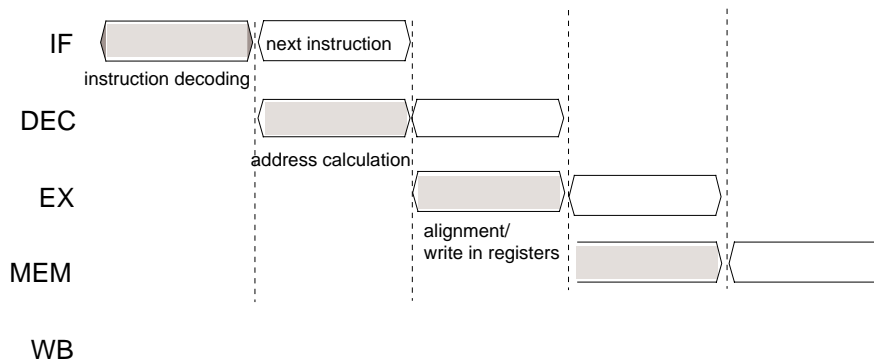 IF
next instruction
instruction decoding
DEC
address calculation
EX
alignment/
write in registers
MEM
WB